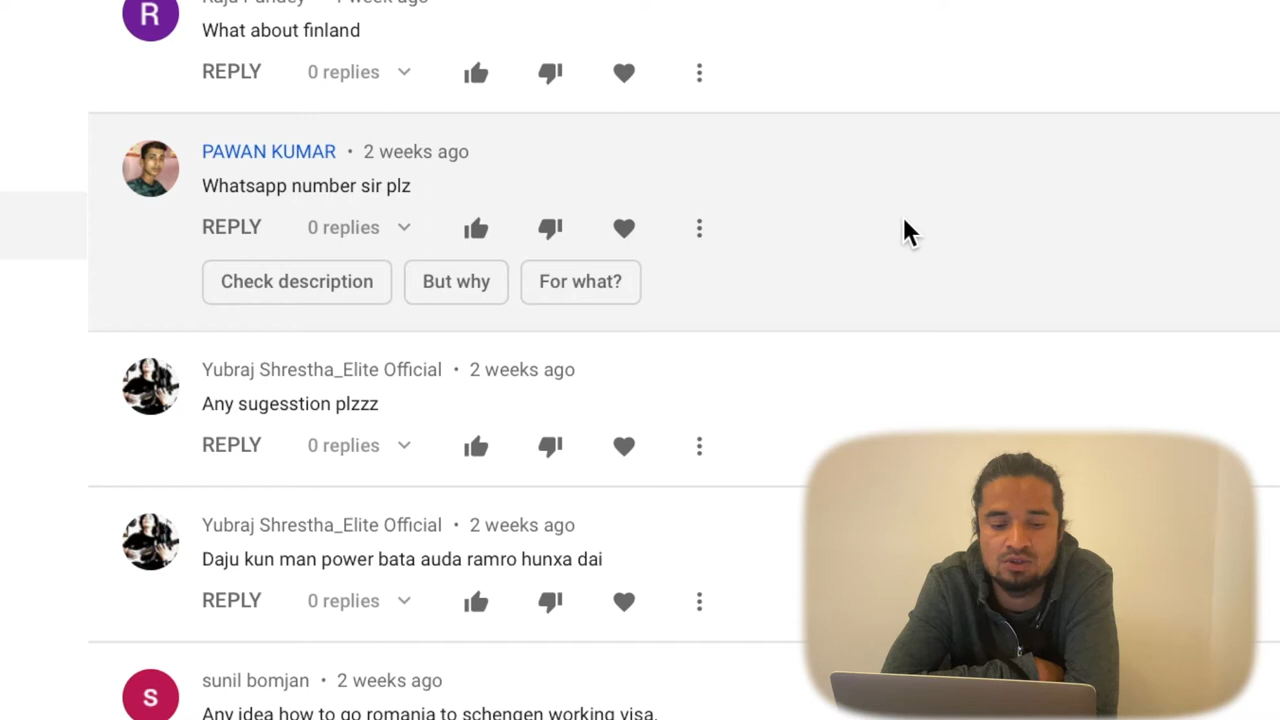 R
What about finland
REPLY 0 replies
PAWAN KUMAR • 2 weeks ago
Whatsapp number sir plz
REPLY 0 replies
Check description But why For what?
Yubraj Shrestha_Elite Official • 2 weeks ago
Any sugesstion plzzz
REPLY 0 replies
Yubraj Shrestha_Elite Official • 2 weeks ago
Daju kun man power bata auda ramro hunxa dai
REPLY 0 replies
S
sunil bomjan • 2 weeks ago
Any idea how to go romania to schengen working visa.